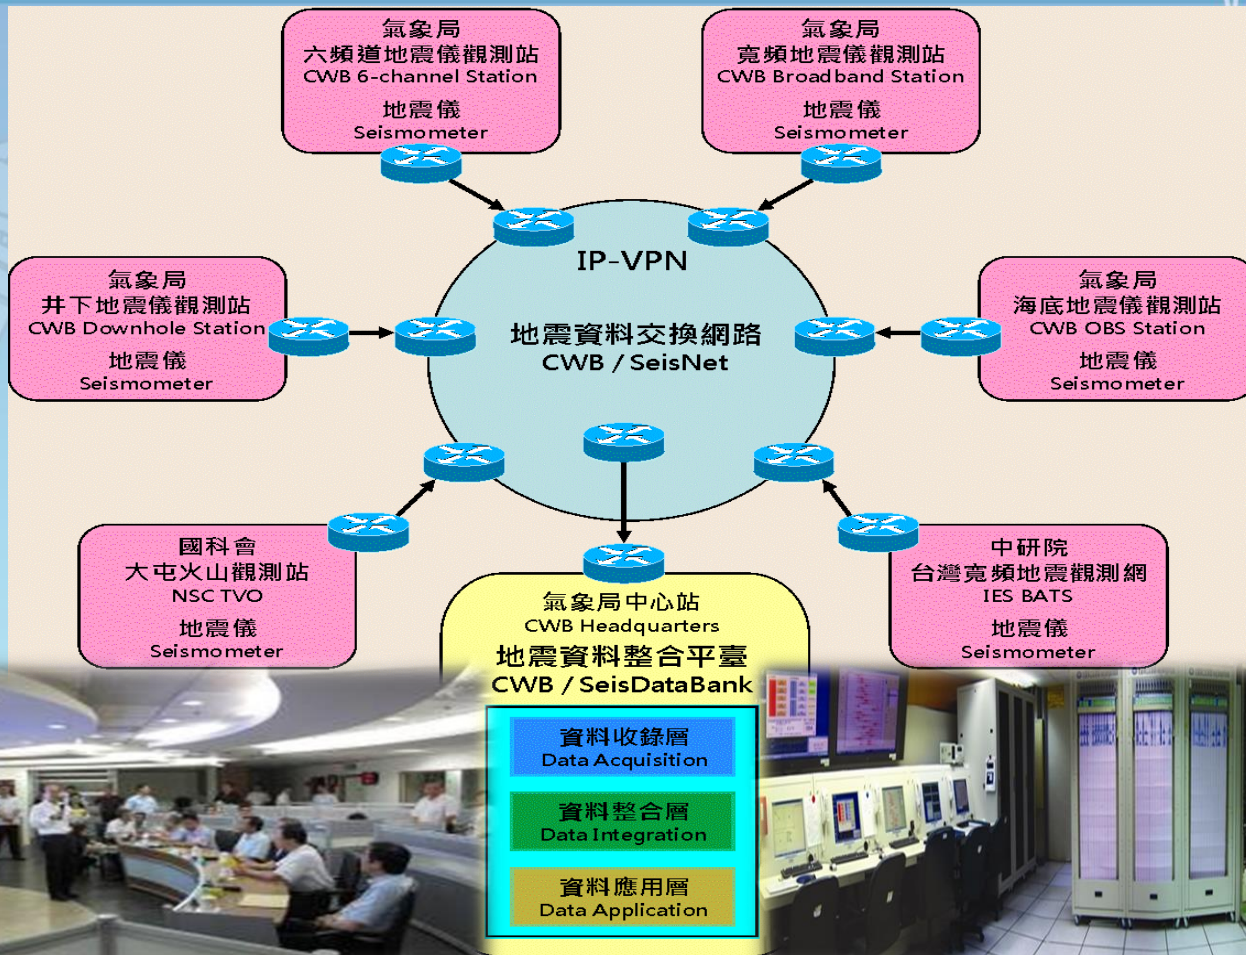 氣象局
六頻道地震儀觀測站
CWB 6-channel Station
地震儀
Seismometer
氣象局
寬頻地震儀觀測站
CWB Broadband Station
地震儀
Seismometer
IP-VPN
地震資料交換網路
CWB / SeisNet
氣象局
井下地震儀觀測站
CWB Downhole Station
地震儀
Seismometer
氣象局
海底地震儀觀測站
CWB OBS Station
地震儀
Seismometer
國科會
大屯火山觀測站
NSC TVO
地震儀
Seismometer
中研院
台灣寬頻地震觀測網
IES BATS
地震儀
Seismometer
氣象局中心站
CWB Headquarters
地震資料整合平臺
CWB / SeisDataBank
資料收錄層
Data Acquisition
資料整合層
Data Integration
資料應用層
Data Application